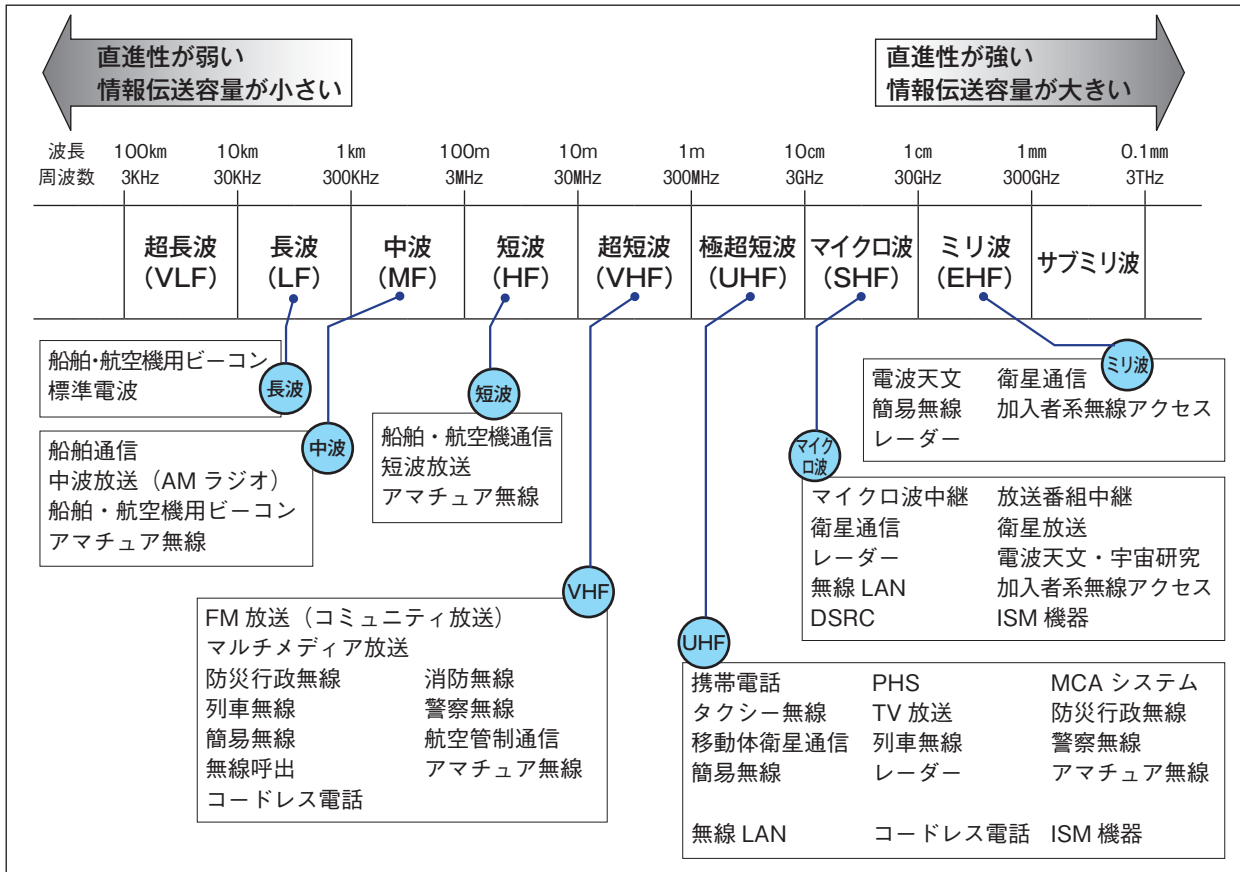 直進性が弱い
情報伝送容量が小さい
直進性が強い
情報伝送容量が大きい
波長 100km 10km 1km 100m 10m 1m 10cm 1cm 1mm 0.1mm
周波数 3KHz 30KHz 300KHz 3MHz 30MHz 300MHz 3GHz 30GHz 300GHz 3THz
超長波
(VLF)
長波
(LF)
中波
(MF)
短波
(HF)
超短波
(VHF)
極超短波
(UHF)
マイクロ波
(SHF)
ミリ波
(EHF)
サブミリ波
長波
船舶・航空機用ビーコン
標準電波
中波
船舶通信
中波放送（AM ラジオ）
船舶・航空機用ビーコン
アマチュア無線
短波
船舶・航空機通信
短波放送
アマチュア無線
VHF
FM 放送（コミュニティ放送）
マルチメディア放送
防災行政無線 消防無線
列車無線 警察無線
簡易無線 航空管制通信
無線呼出 アマチュア無線
コードレス電話
UHF
携帯電話 PHS MCA システム
タクシー無線 TV 放送 防災行政無線
移動体衛星通信 列車無線 警察無線
簡易無線 レーダー アマチュア無線
無線 LAN コードレス電話 ISM 機器
マイク
ロ波
マイクロ波中継 放送番組中継
衛星通信 衛星放送
レーダー 電波天文・宇宙研究
無線 LAN 加入者系無線アクセス
DSRC ISM 機器
ミリ波
電波天文 衛星通信
簡易無線 加入者系無線アクセス
レーダー